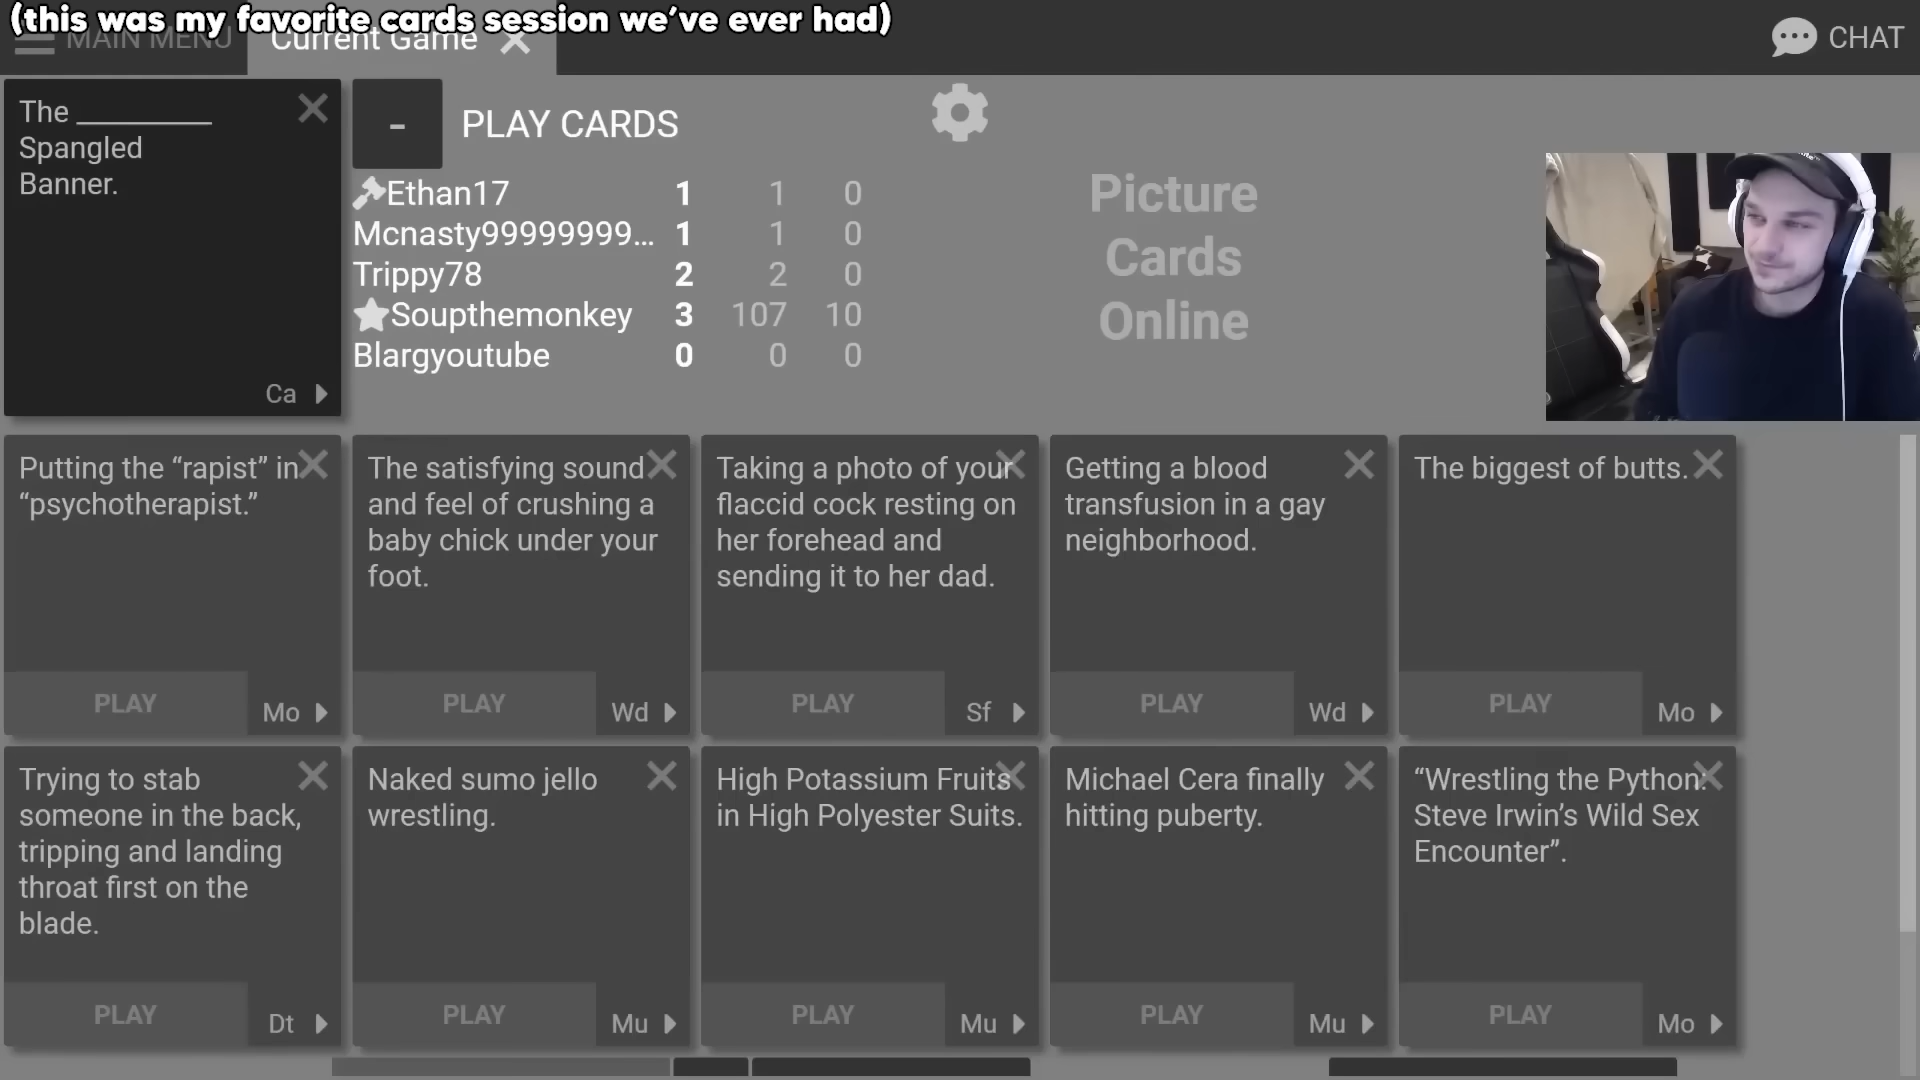 (this was my favorite cards session we've ever had)
MAIN MENU
Current Game
CHAT
The _________
Spangled
Banner.
Ca
-
PLAY CARDS
Ethan17 1 1 0
Mcnasty99999999... 1 1 0
Trippy78 2 2 0
Soupthemonkey 3 107 10
Blargyoutube 0 0 0
Picture
Cards
Online
Putting the “rapist” in
“psychotherapist.”
PLAY
Mo
The satisfying sound
and feel of crushing a
baby chick under your
foot.
PLAY
Wd
Taking a photo of your
flaccid cock resting on
her forehead and
sending it to her dad.
PLAY
Sf
Getting a blood
transfusion in a gay
neighborhood.
PLAY
Wd
The biggest of butts.
PLAY
Mo
Trying to stab
someone in the back,
tripping and landing
throat first on the
blade.
PLAY
Dt
Naked sumo jello
wrestling.
PLAY
Mu
High Potassium Fruits
in High Polyester Suits.
PLAY
Mu
Michael Cera finally
hitting puberty.
PLAY
Mu
“Wrestling the Python:
Steve Irwin’s Wild Sex
Encounter”.
PLAY
Mo